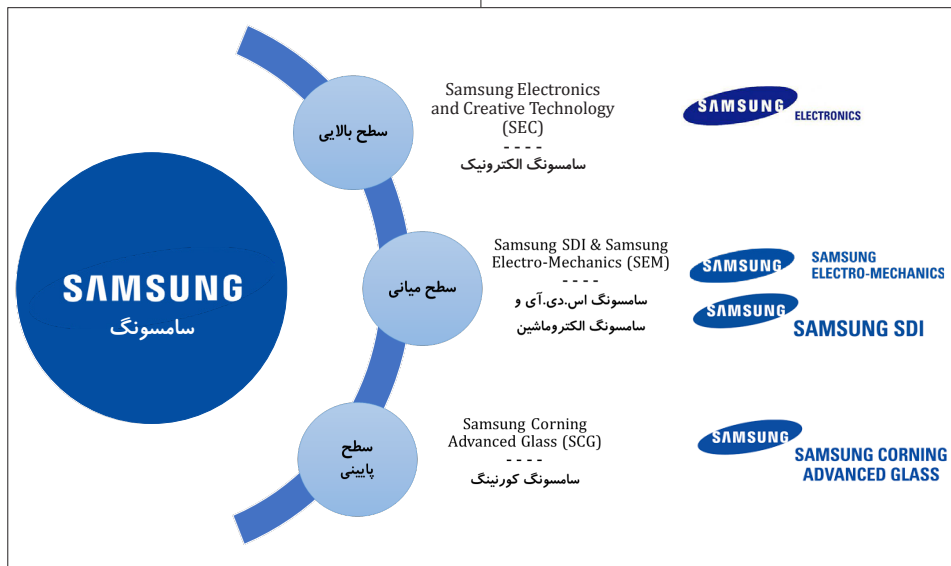 SAMSUNG
سامسونگ
سطح بالایی
Samsung Electronics
and Creative Technology
(SEC)
- - - -
سامسونگ الکترونیک
SAMSUNG
ELECTRONICS
سطح میانی
Samsung SDI & Samsung
Electro-Mechanics (SEM)
- - - -
سامسونگ اس.دی.آی و
سامسونگ الکتروماشین
SAMSUNG
SAMSUNG
ELECTRO-MECHANICS
SAMSUNG
SAMSUNG SDI
سطح
پایینی
Samsung Corning
Advanced Glass (SCG)
- - - -
سامسونگ کورنینگ
SAMSUNG
SAMSUNG CORNING
ADVANCED GLASS